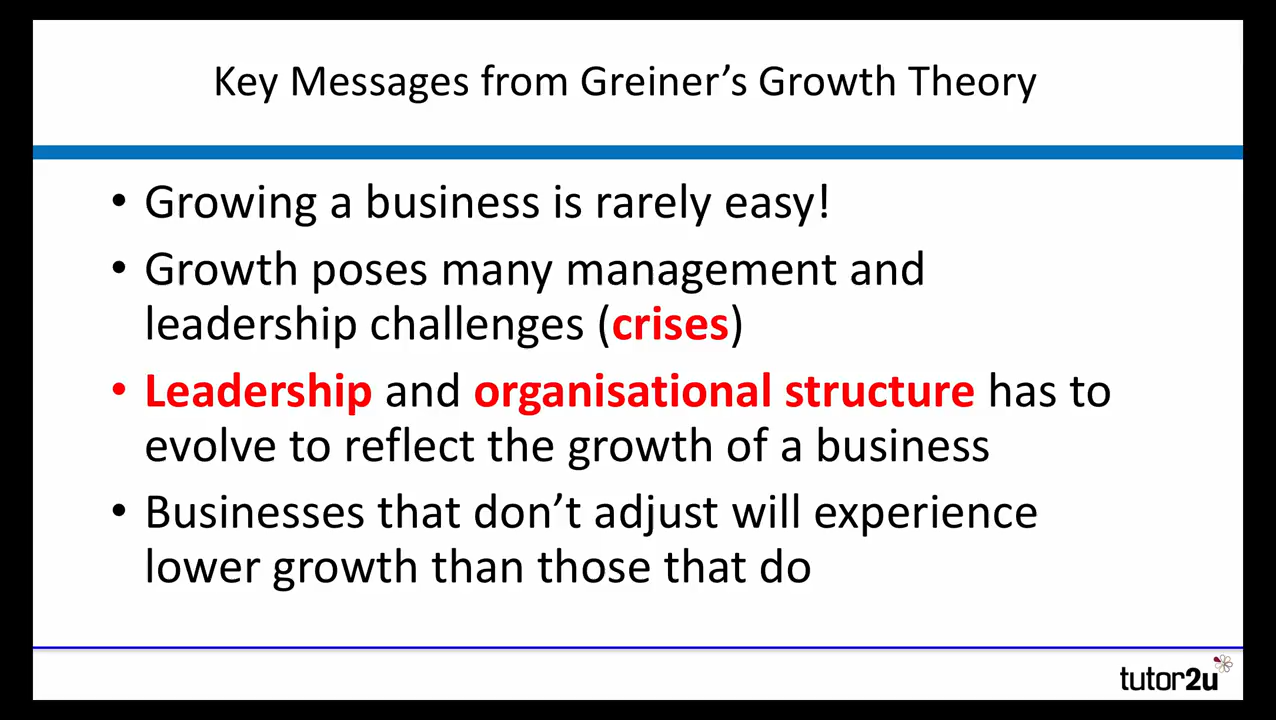 Key Messages from Greiner’s Growth Theory
• Growing a business is rarely easy!
• Growth poses many management and
leadership challenges (crises)
• Leadership and organisational structure has to
evolve to reflect the growth of a business
• Businesses that don’t adjust will experience
lower growth than those that do
tutor2u